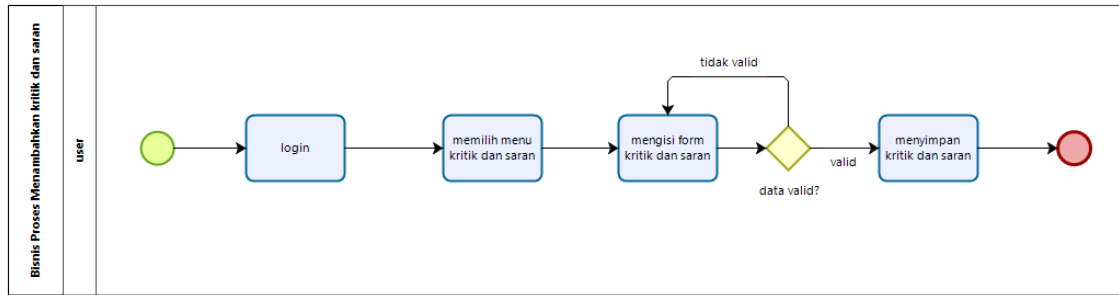 Bisnis Proses Menambahkan kritik dan saran
user
login
memilih menu
kritik dan saran
mengisi form
kritik dan saran
tidak valid
data valid?
valid
menyimpan
kritik dan saran